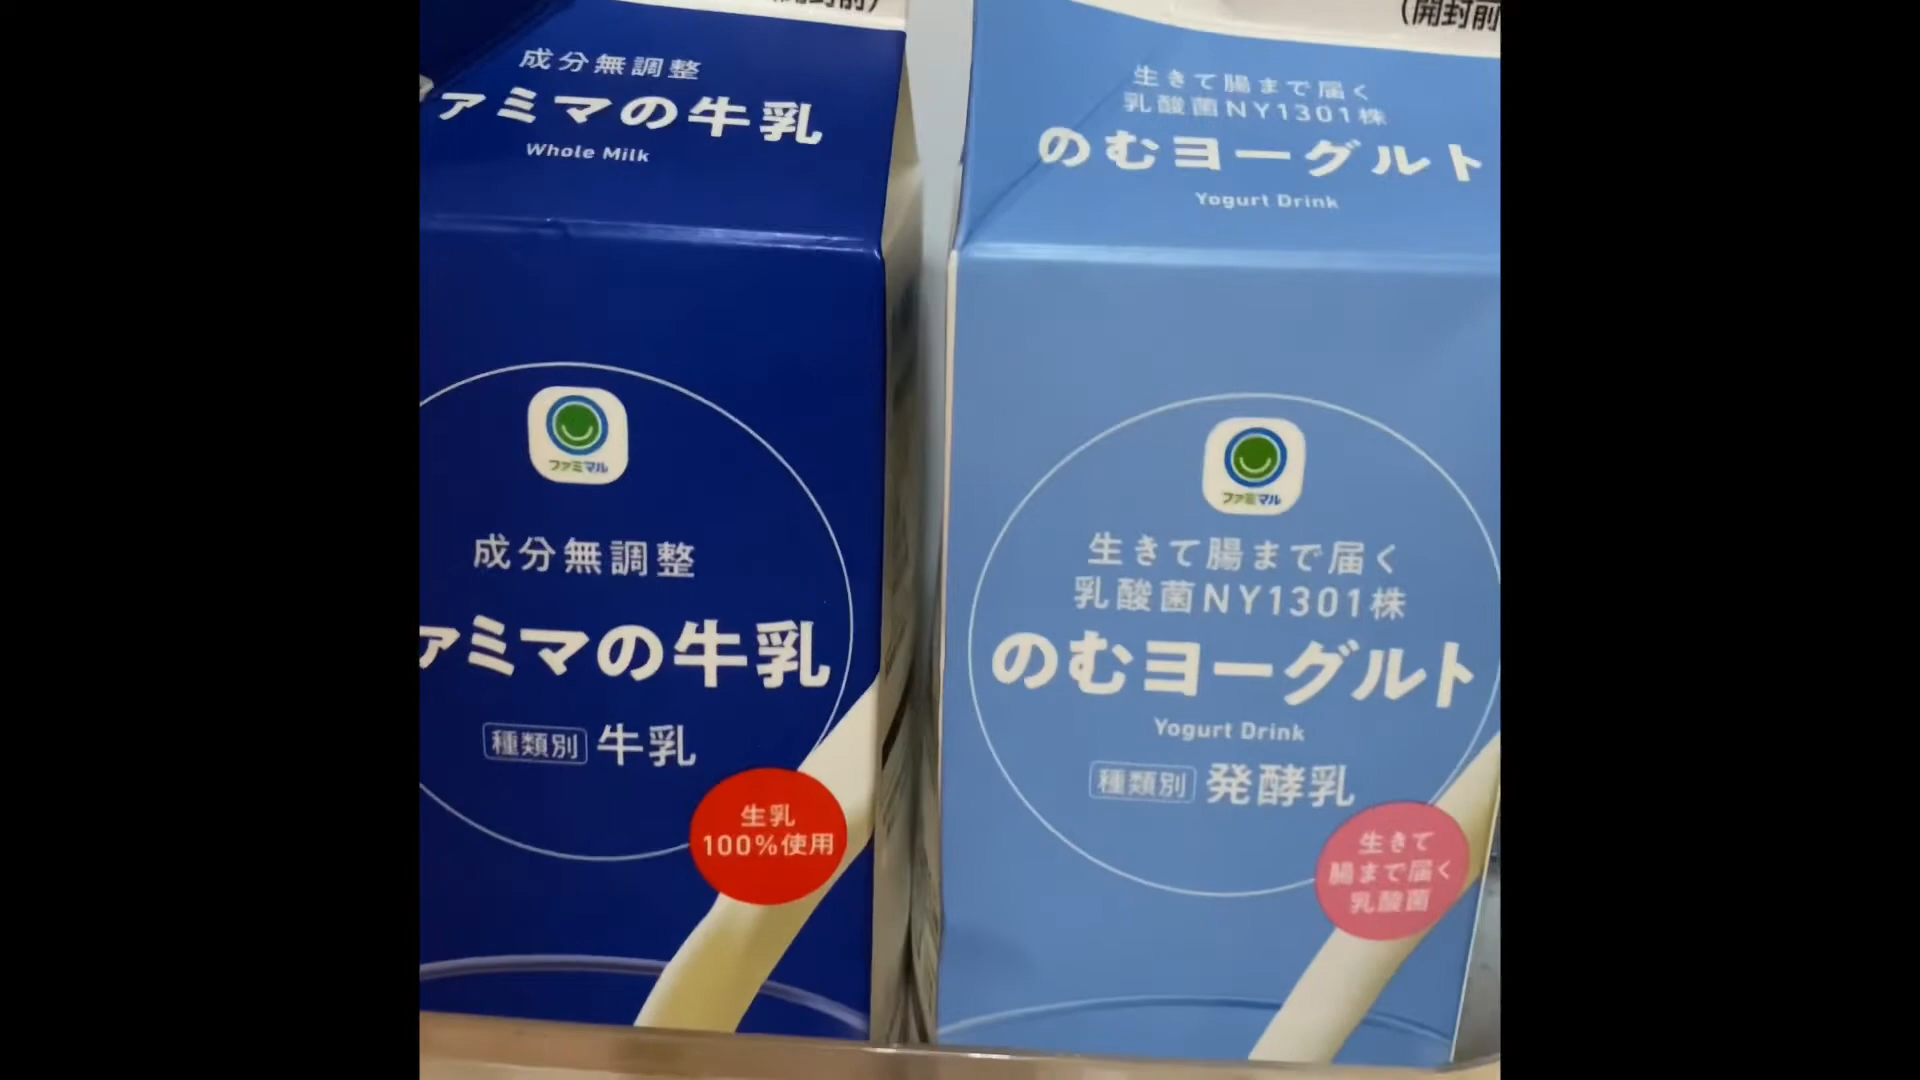 成分無調整
ァミマの牛乳
Whole Milk
ファミマル
成分無調整
ァミマの牛乳
種類別 牛乳
生乳
100%使用
(開封前
生きて腸まで届く
乳酸菌NY1301株
のむヨーグルト
Yogurt Drink
ファミマル
生きて腸まで届く
乳酸菌NY1301株
のむヨーグルト
Yogurt Drink
種類別 発酵乳
生きて
腸まで届く
乳酸菌